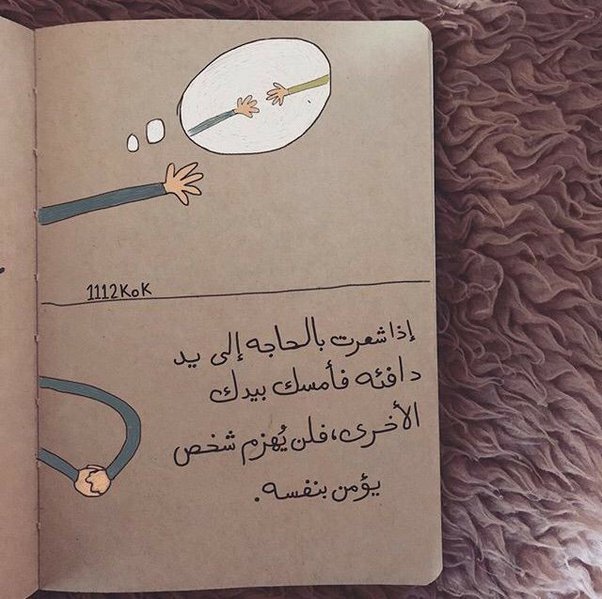 1112KoK
إذا شعرت بالحاجه إلى يد
دافئه فأمسك بيدك
الأخرى، فلن يُهزم شخص
يؤمن بنفسه.